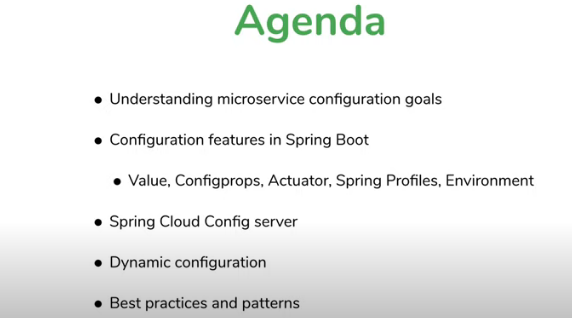 Agenda
• Understanding microservice configuration goals
• Configuration features in Spring Boot
• Value, Configprops, Actuator, Spring Profiles, Environment
• Spring Cloud Config server
• Dynamic configuration
• Best practices and patterns